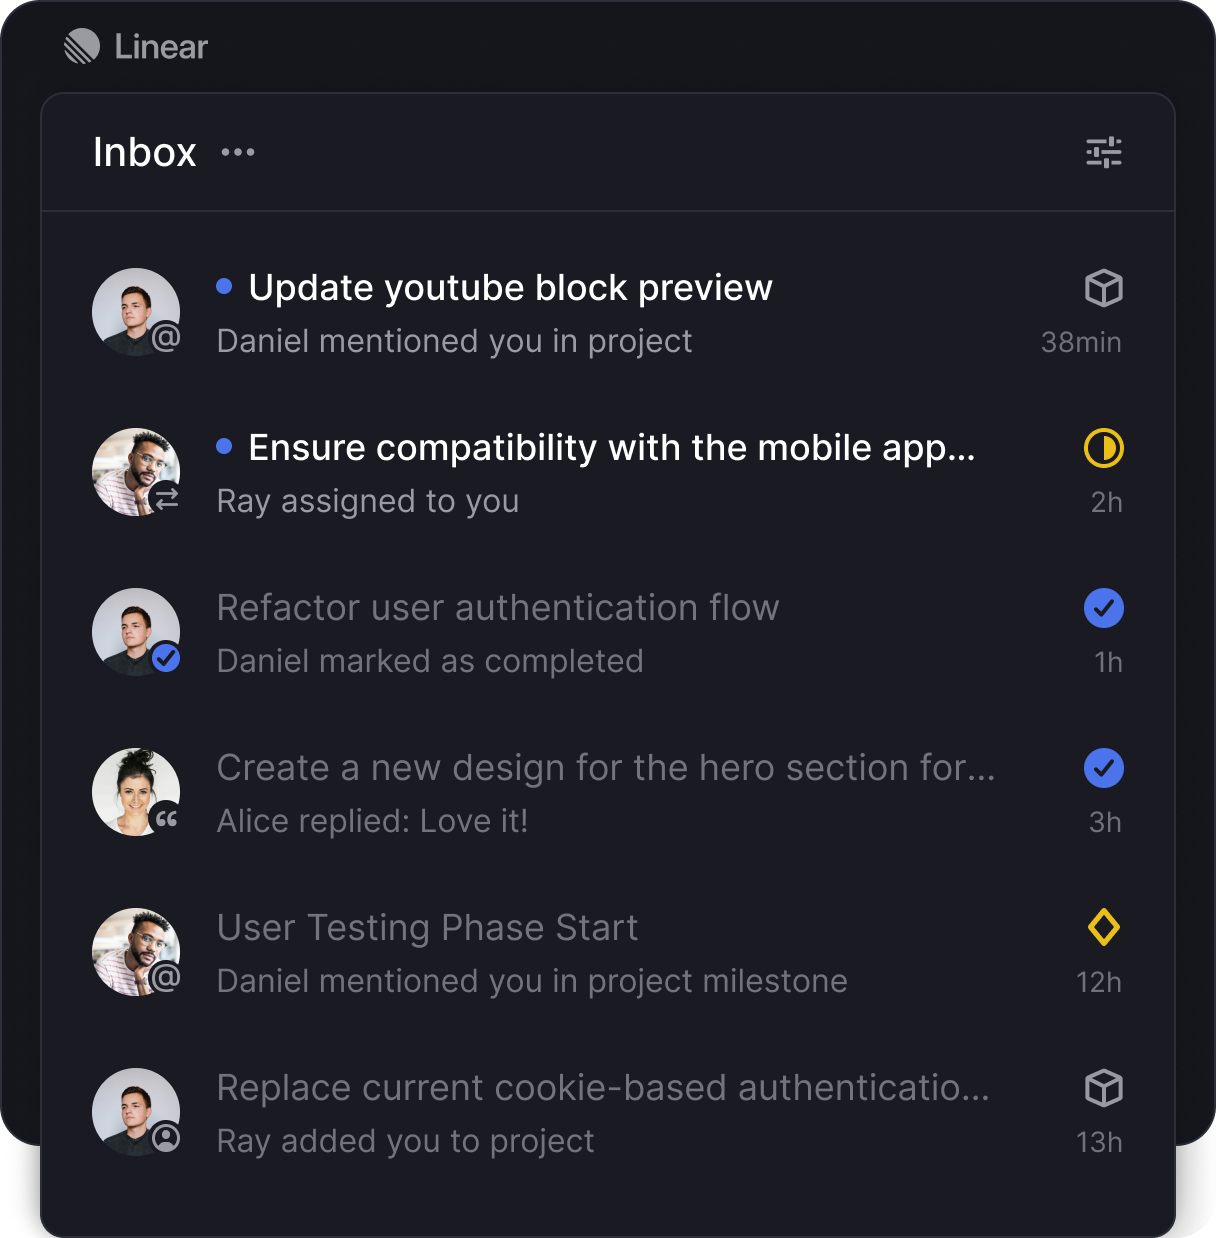 Linear
Inbox
Update youtube block preview
Daniel mentioned you in project
38min
Ensure compatibility with the mobile app...
Ray assigned to you
2h
Refactor user authentication flow
Daniel marked as completed
1h
Create a new design for the hero section for...
Alice replied: Love it!
3h
User Testing Phase Start
Daniel mentioned you in project milestone
12h
Replace current cookie-based authenticatio...
Ray added you to project
13h